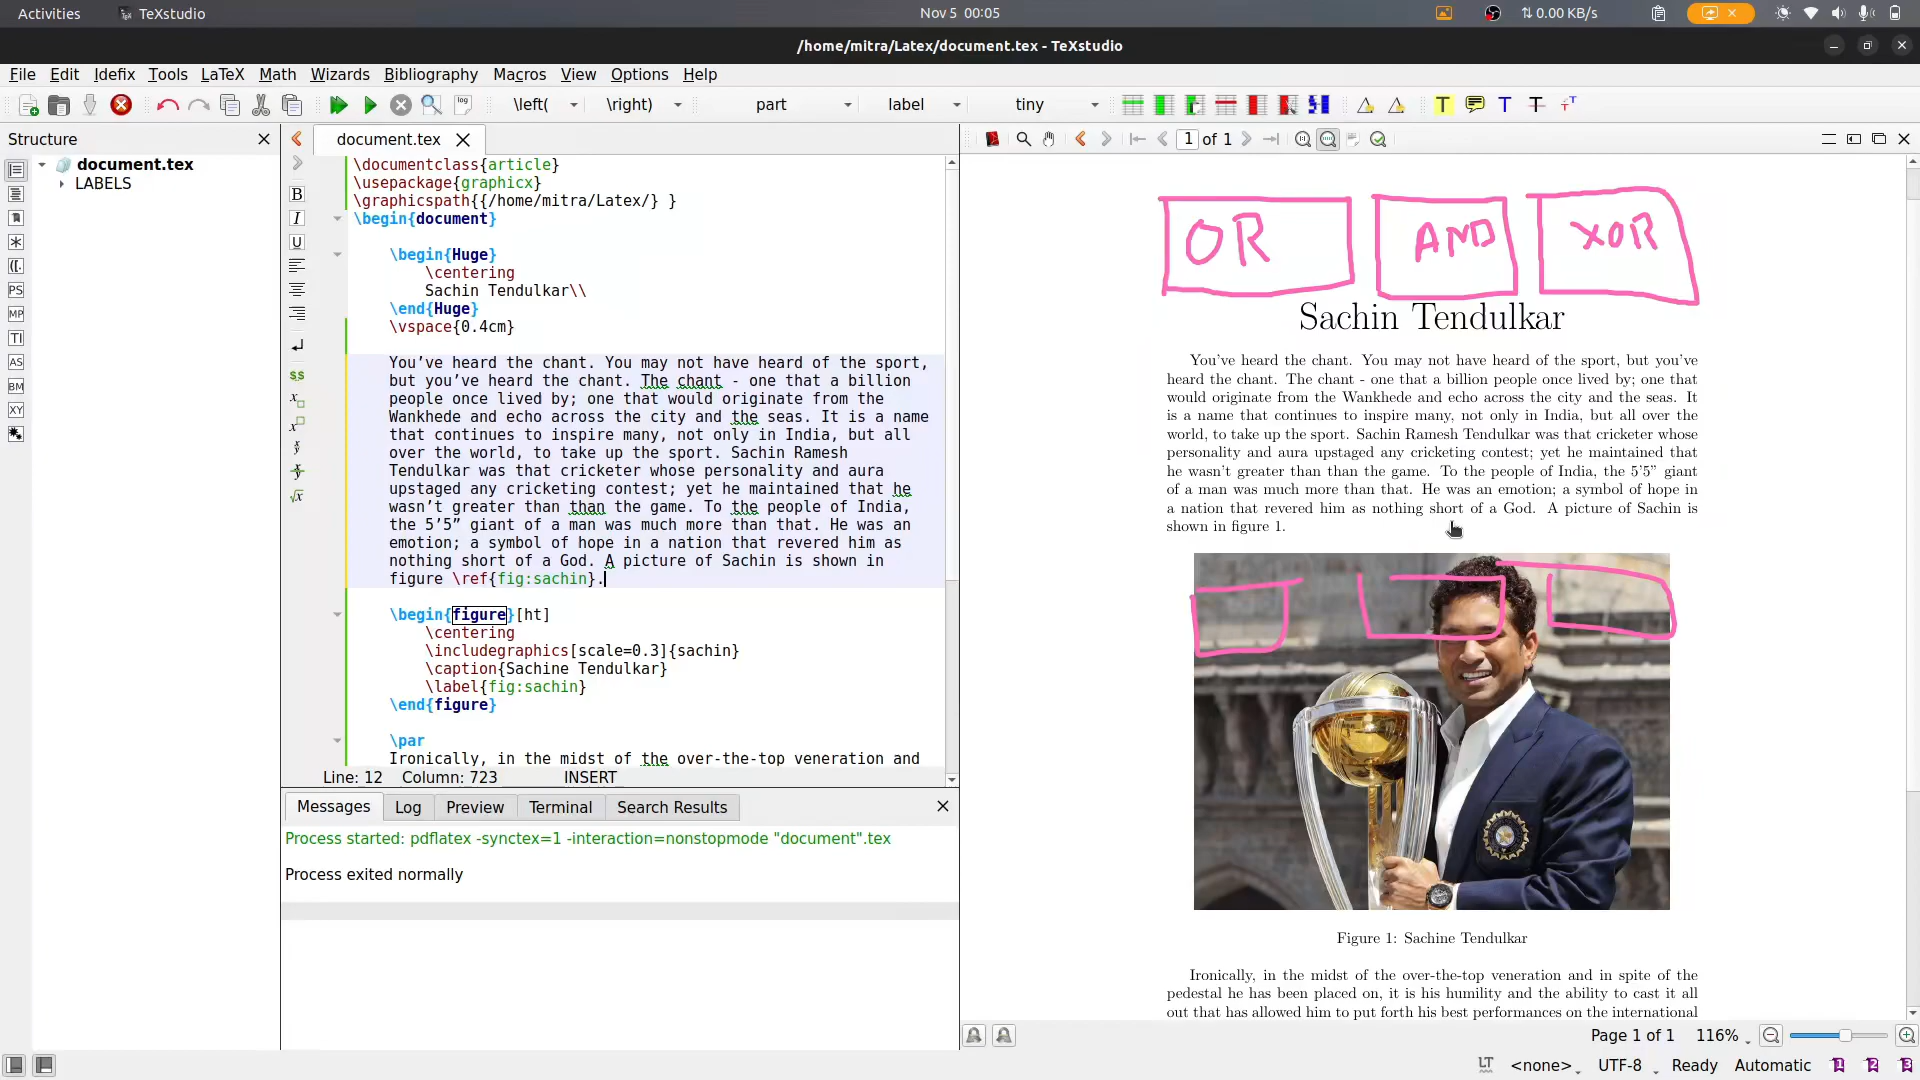 Activities TeXstudio Nov 5 00:05 0.00 KB/s
/home/mitra/Latex/document.tex - TeXstudio
File Edit Idefix Tools LaTeX Math Wizards Bibliography Macros View Options Help
log \left( \right) part label tiny T T T T
Structure
document.tex
LABELS
B
I
U
([.
PS
MP
TI
AS
BM
XY
$$
document.tex
\documentclass{article}
\usepackage{graphicx}
\graphicspath{{/home/mitra/Latex/} }
\begin{document}
\begin{Huge}
\centering
Sachin Tendulkar\\
\end{Huge}
\vspace{0.4cm}
You’ve heard the chant. You may not have heard of the sport,
but you’ve heard the chant. The chant - one that a billion
people once lived by; one that would originate from the
Wankhede and echo across the city and the seas. It is a name
that continues to inspire many, not only in India, but all
over the world, to take up the sport. Sachin Ramesh
Tendulkar was that cricketer whose personality and aura
upstaged any cricketing contest; yet he maintained that he
wasn’t greater than than the game. To the people of India,
the 5’5” giant of a man was much more than that. He was an
emotion; a symbol of hope in a nation that revered him as
nothing short of a God. A picture of Sachin is shown in
figure \ref{fig:sachin}.
\begin{figure}[ht]
\centering
\includegraphics[scale=0.3]{sachin}
\caption{Sachine Tendulkar}
\label{fig:sachin}
\end{figure}
\par
Ironically, in the midst of the over-the-top veneration and
Line: 12 Column: 723 INSERT
Messages Log Preview Terminal Search Results
Process started: pdflatex -synctex=1 -interaction=nonstopmode "document".tex
Process exited normally
1 of 1
OR AND XOR
Sachin Tendulkar
You’ve heard the chant. You may not have heard of the sport, but you’ve
heard the chant. The chant - one that a billion people once lived by; one that
would originate from the Wankhede and echo across the city and the seas. It
is a name that continues to inspire many, not only in India, but all over the
world, to take up the sport. Sachin Ramesh Tendulkar was that cricketer whose
personality and aura upstaged any cricketing contest; yet he maintained that
he wasn’t greater than than the game. To the people of India, the 5’5” giant
of a man was much more than that. He was an emotion; a symbol of hope in
a nation that revered him as nothing short of a God. A picture of Sachin is
shown in figure 1.
Figure 1: Sachine Tendulkar
Ironically, in the midst of the over-the-top veneration and in spite of the
pedestal he has been placed on, it is his humility and the ability to cast it all
out that has allowed him to put forth his best performances on the international
Page 1 of 1 116%
LT <none> UTF-8 Ready Automatic 1 2 3